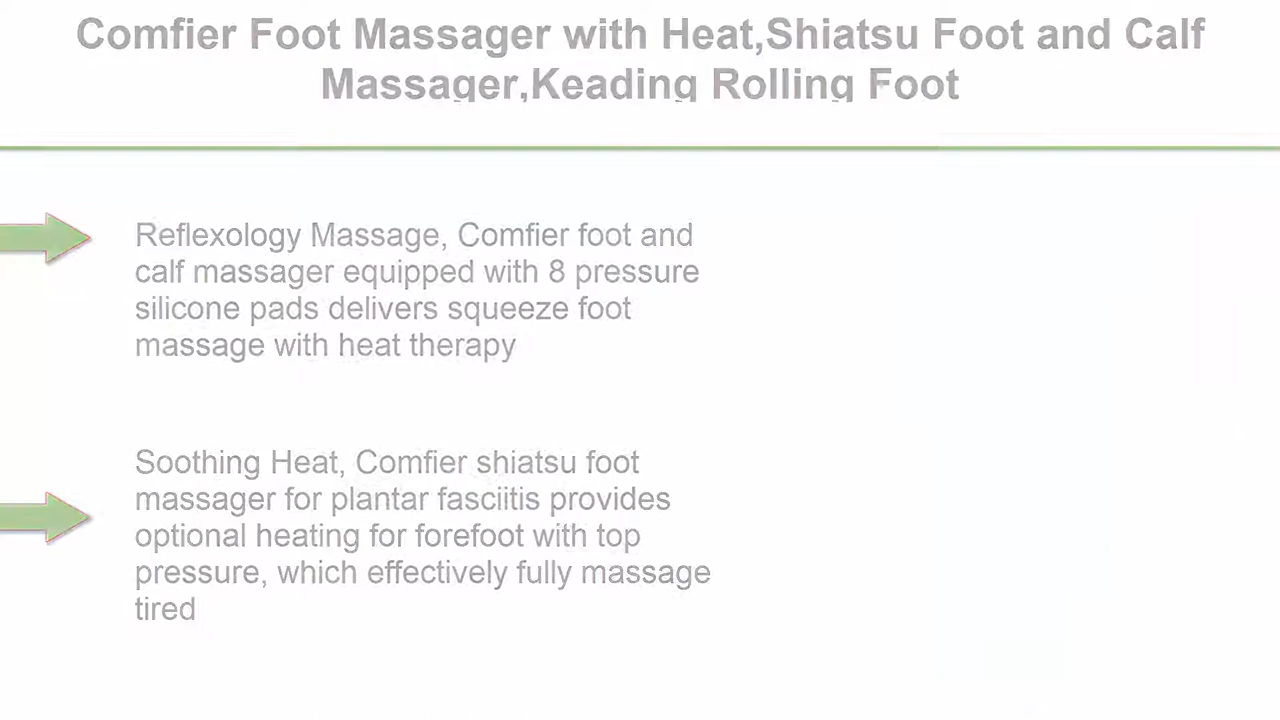 Comfier Foot Massager with Heat,Shiatsu Foot and Calf
Massager,Keading Rolling Foot
Reflexology Massage, Comfier foot and
calf massager equipped with 8 pressure
silicone pads delivers squeeze foot
massage with heat therapy
Soothing Heat, Comfier shiatsu foot
massager for plantar fasciitis provides
optional heating for forefoot with top
pressure, which effectively fully massage
tired